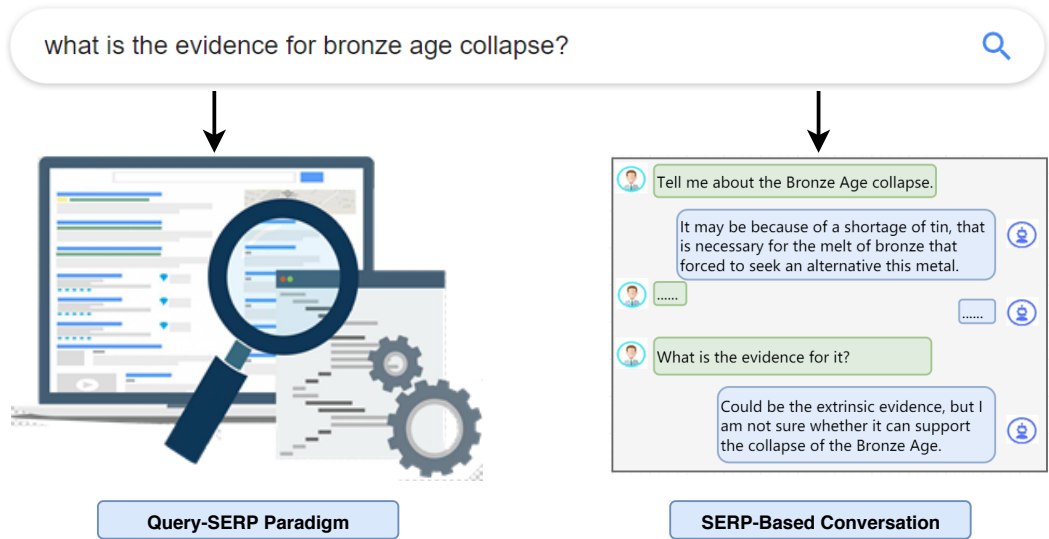 what is the evidence for bronze age collapse?
Tell me about the Bronze Age collapse.
It may be because of a shortage of tin, that
is necessary for the melt of bronze that
forced to seek an alternative this metal.
......
......
What is the evidence for it?
Could be the extrinsic evidence, but I
am not sure whether it can support
the collapse of the Bronze Age.
Query-SERP Paradigm
SERP-Based Conversation